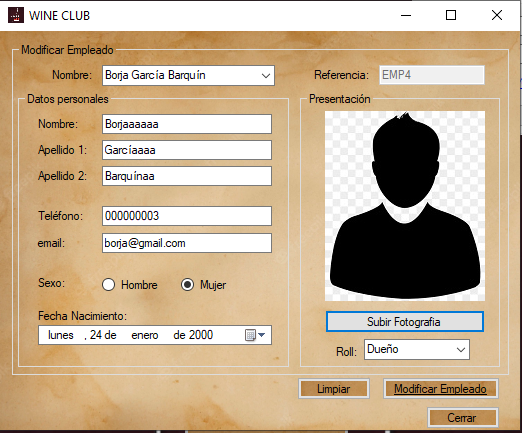 WINE CLUB
Modificar Empleado
Nombre: Borja García Barquín
Referencia: EMP4
Datos personales
Nombre: Borjaaaaaa
Apellido 1: Garcíaaaa
Apellido 2: Barquínaa
Teléfono: 000000003
email: borja@gmail.com
Sexo: Hombre Mujer
Fecha Nacimiento:
lunes , 24 de enero de 2000
Presentación
Subir Fotografia
Roll: Dueño
Limpiar
Modificar Empleado
Cerrar